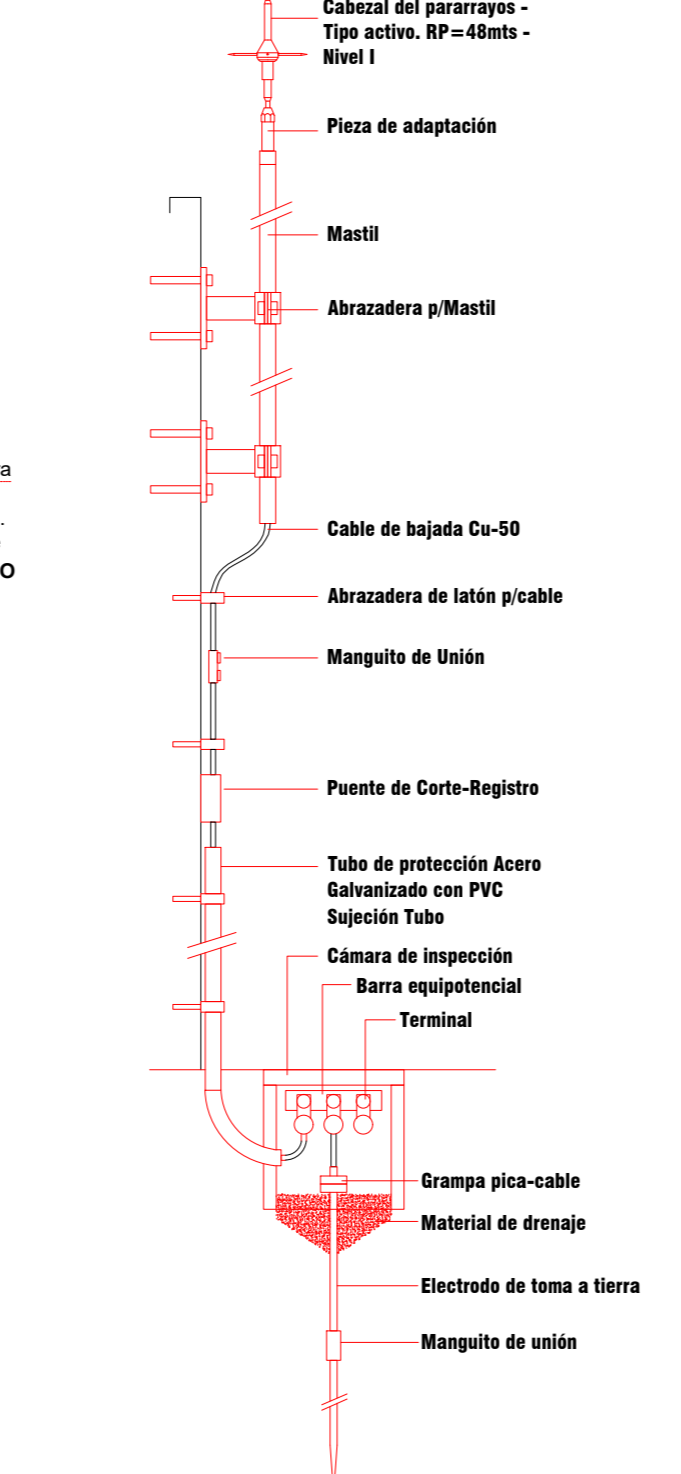 Cabezal del pararrayos -
Tipo activo. RP=48mts -
Nivel I
Pieza de adaptación
Mastil
Abrazadera p/Mastil
Cable de bajada Cu-50
Abrazadera de latón p/cable
Manguito de Unión
Puente de Corte-Registro
Tubo de protección Acero
Galvanizado con PVC
Sujeción Tubo
Cámara de inspección
Barra equipotencial
Terminal
Grampa pica-cable
Material de drenaje
Electrodo de toma a tierra
Manguito de unión